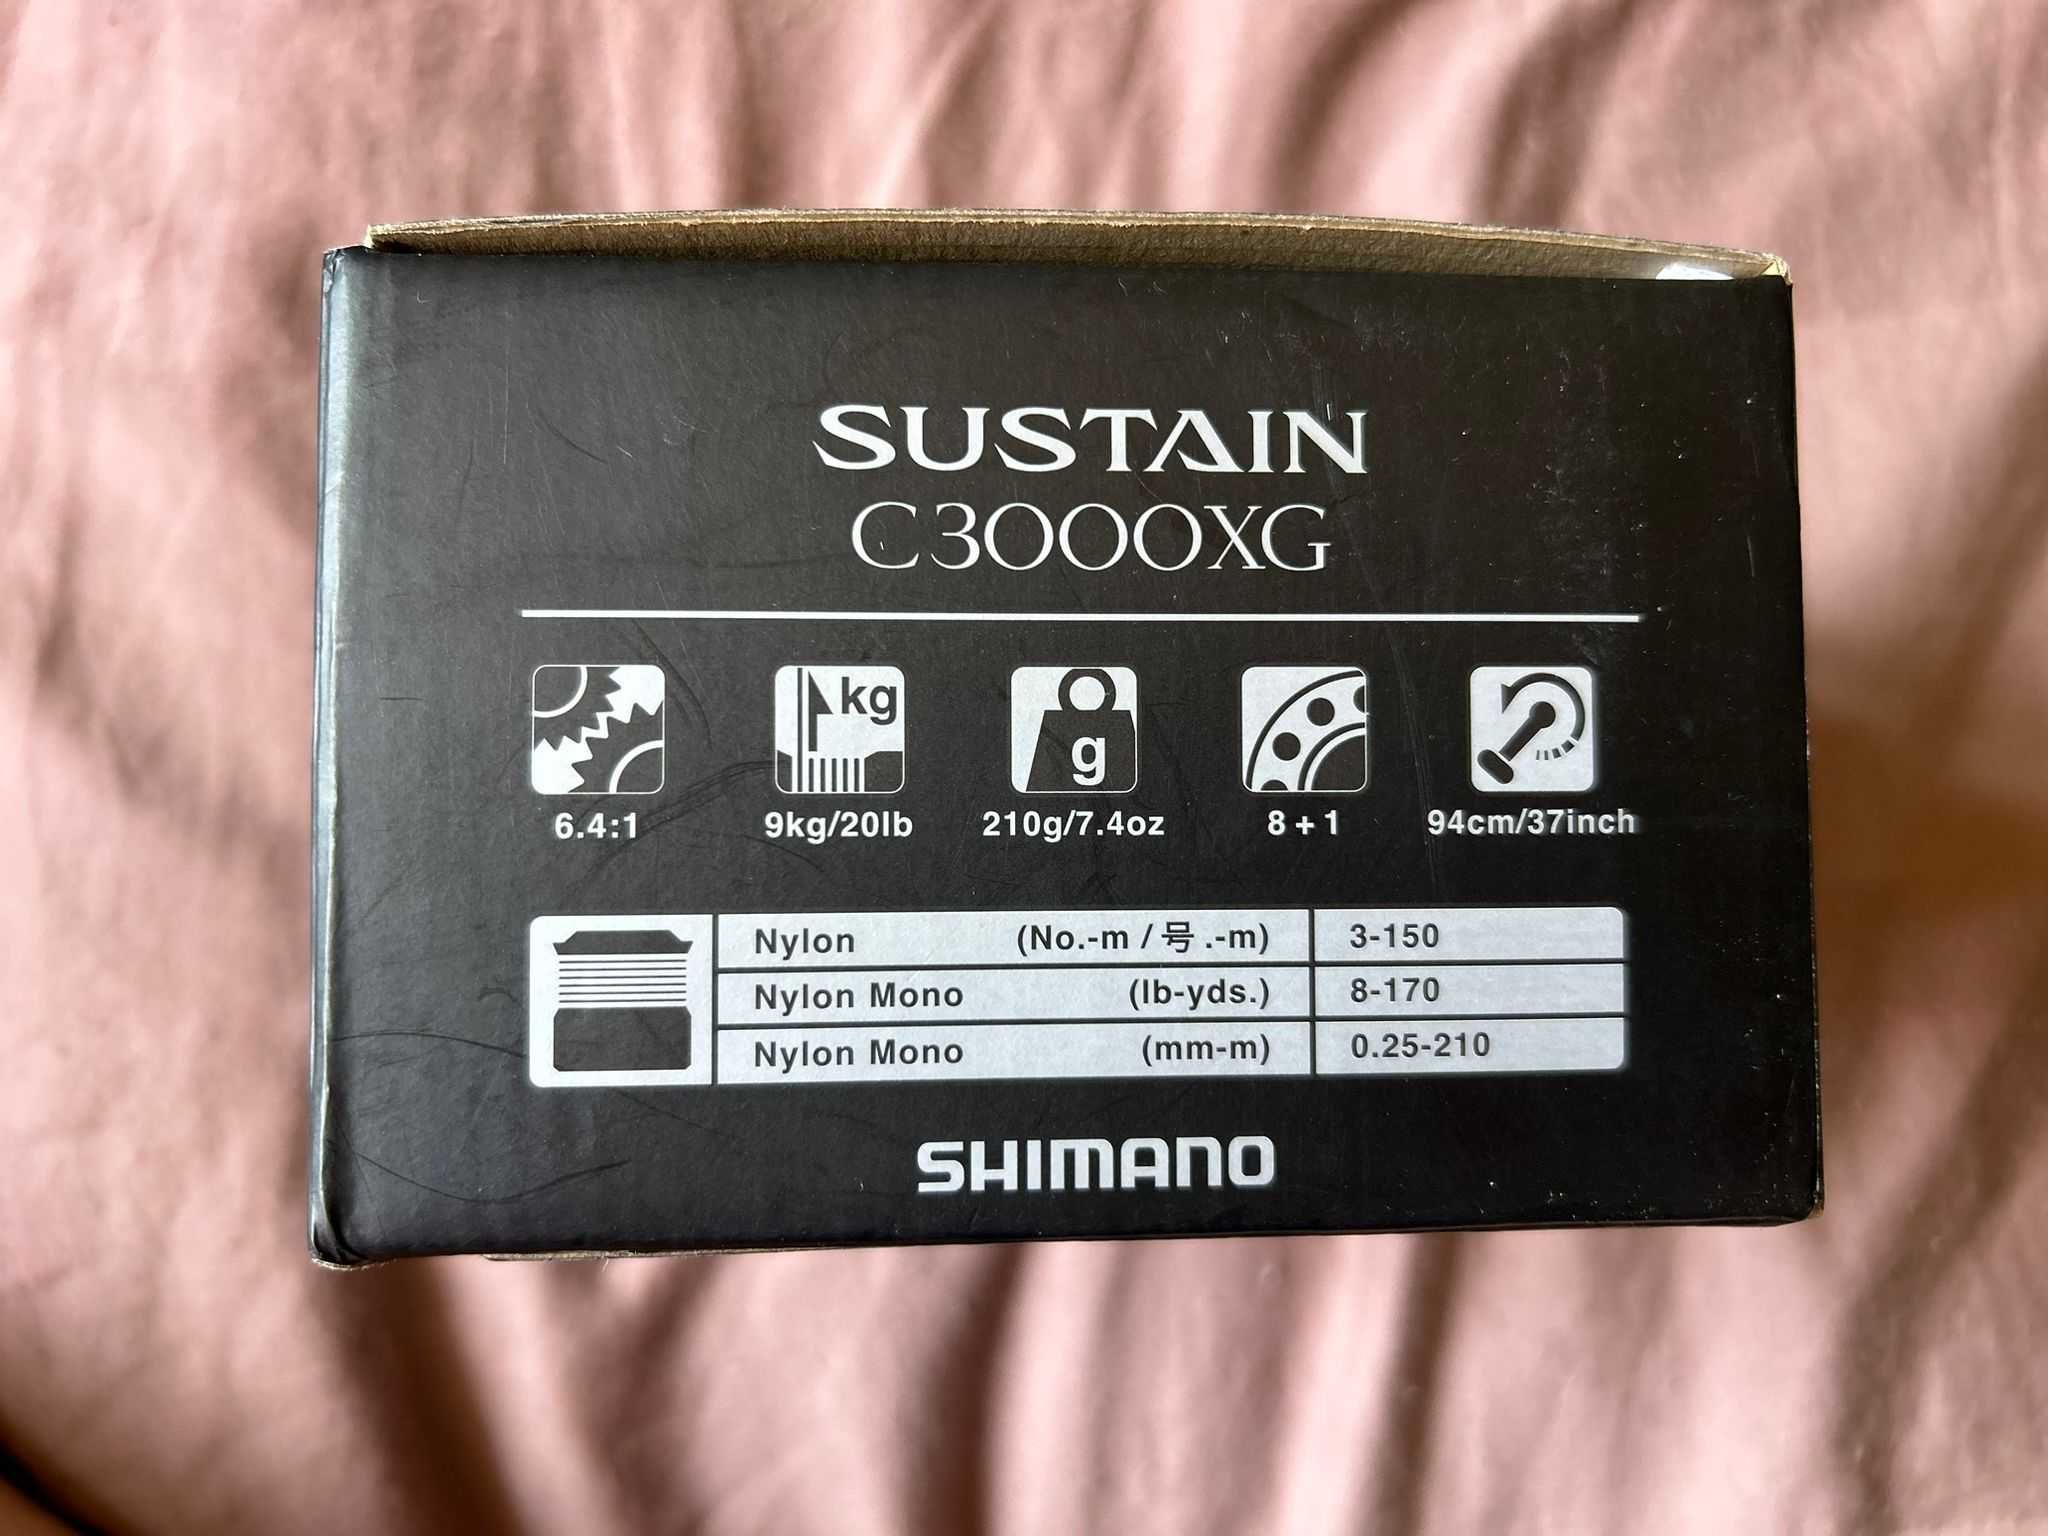 SUSTAIN
C3000XG
kg
g
6.4:1 9kg/20lb 210g/7.4oz 8+1 94cm/37inch
Nylon (No.-m / 号.-m) 3-150
Nylon Mono (lb-yds.) 8-170
Nylon Mono (mm-m) 0.25-210
SHIMANO